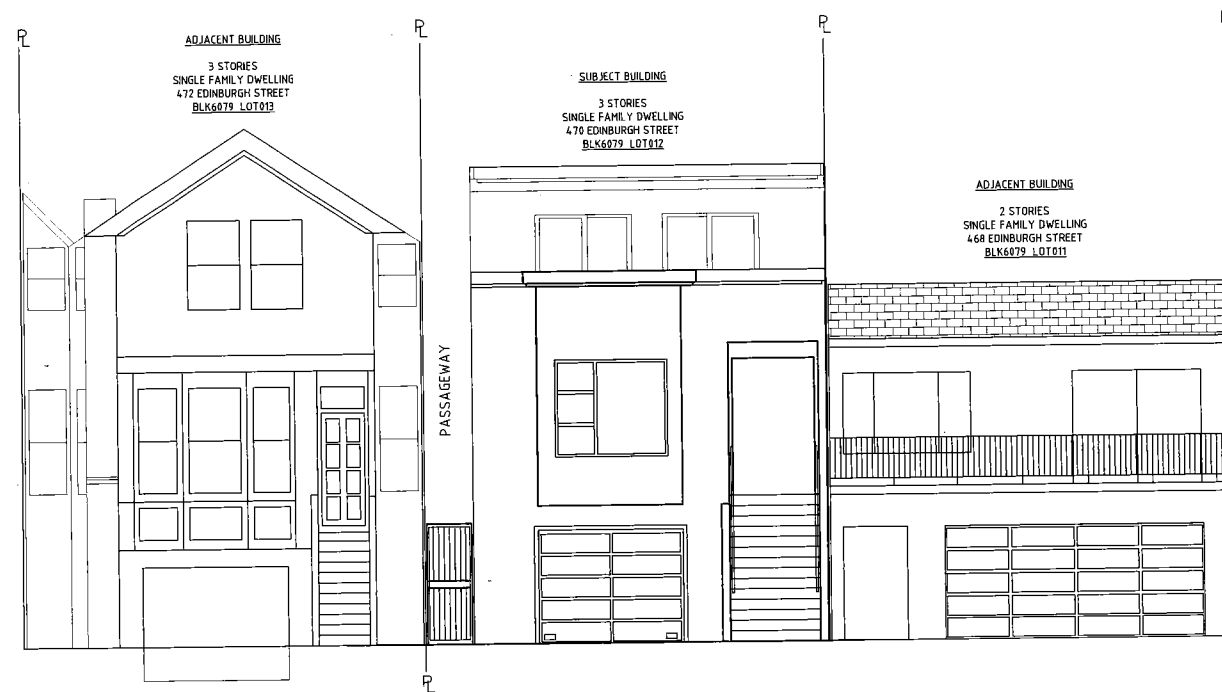 PL
PL
PL
ADJACENT BUILDING
3 STORIES
SINGLE FAMILY DWELLING
472 EDINBURGH STREET
BLK6079 LOT013
SUBJECT BUILDING
3 STORIES
SINGLE FAMILY DWELLING
470 EDINBURGH STREET
BLK6079 LOT012
ADJACENT BUILDING
2 STORIES
SINGLE FAMILY DWELLING
468 EDINBURGH STREET
BLK6079 LOT011
PASSAGEWAY
PL